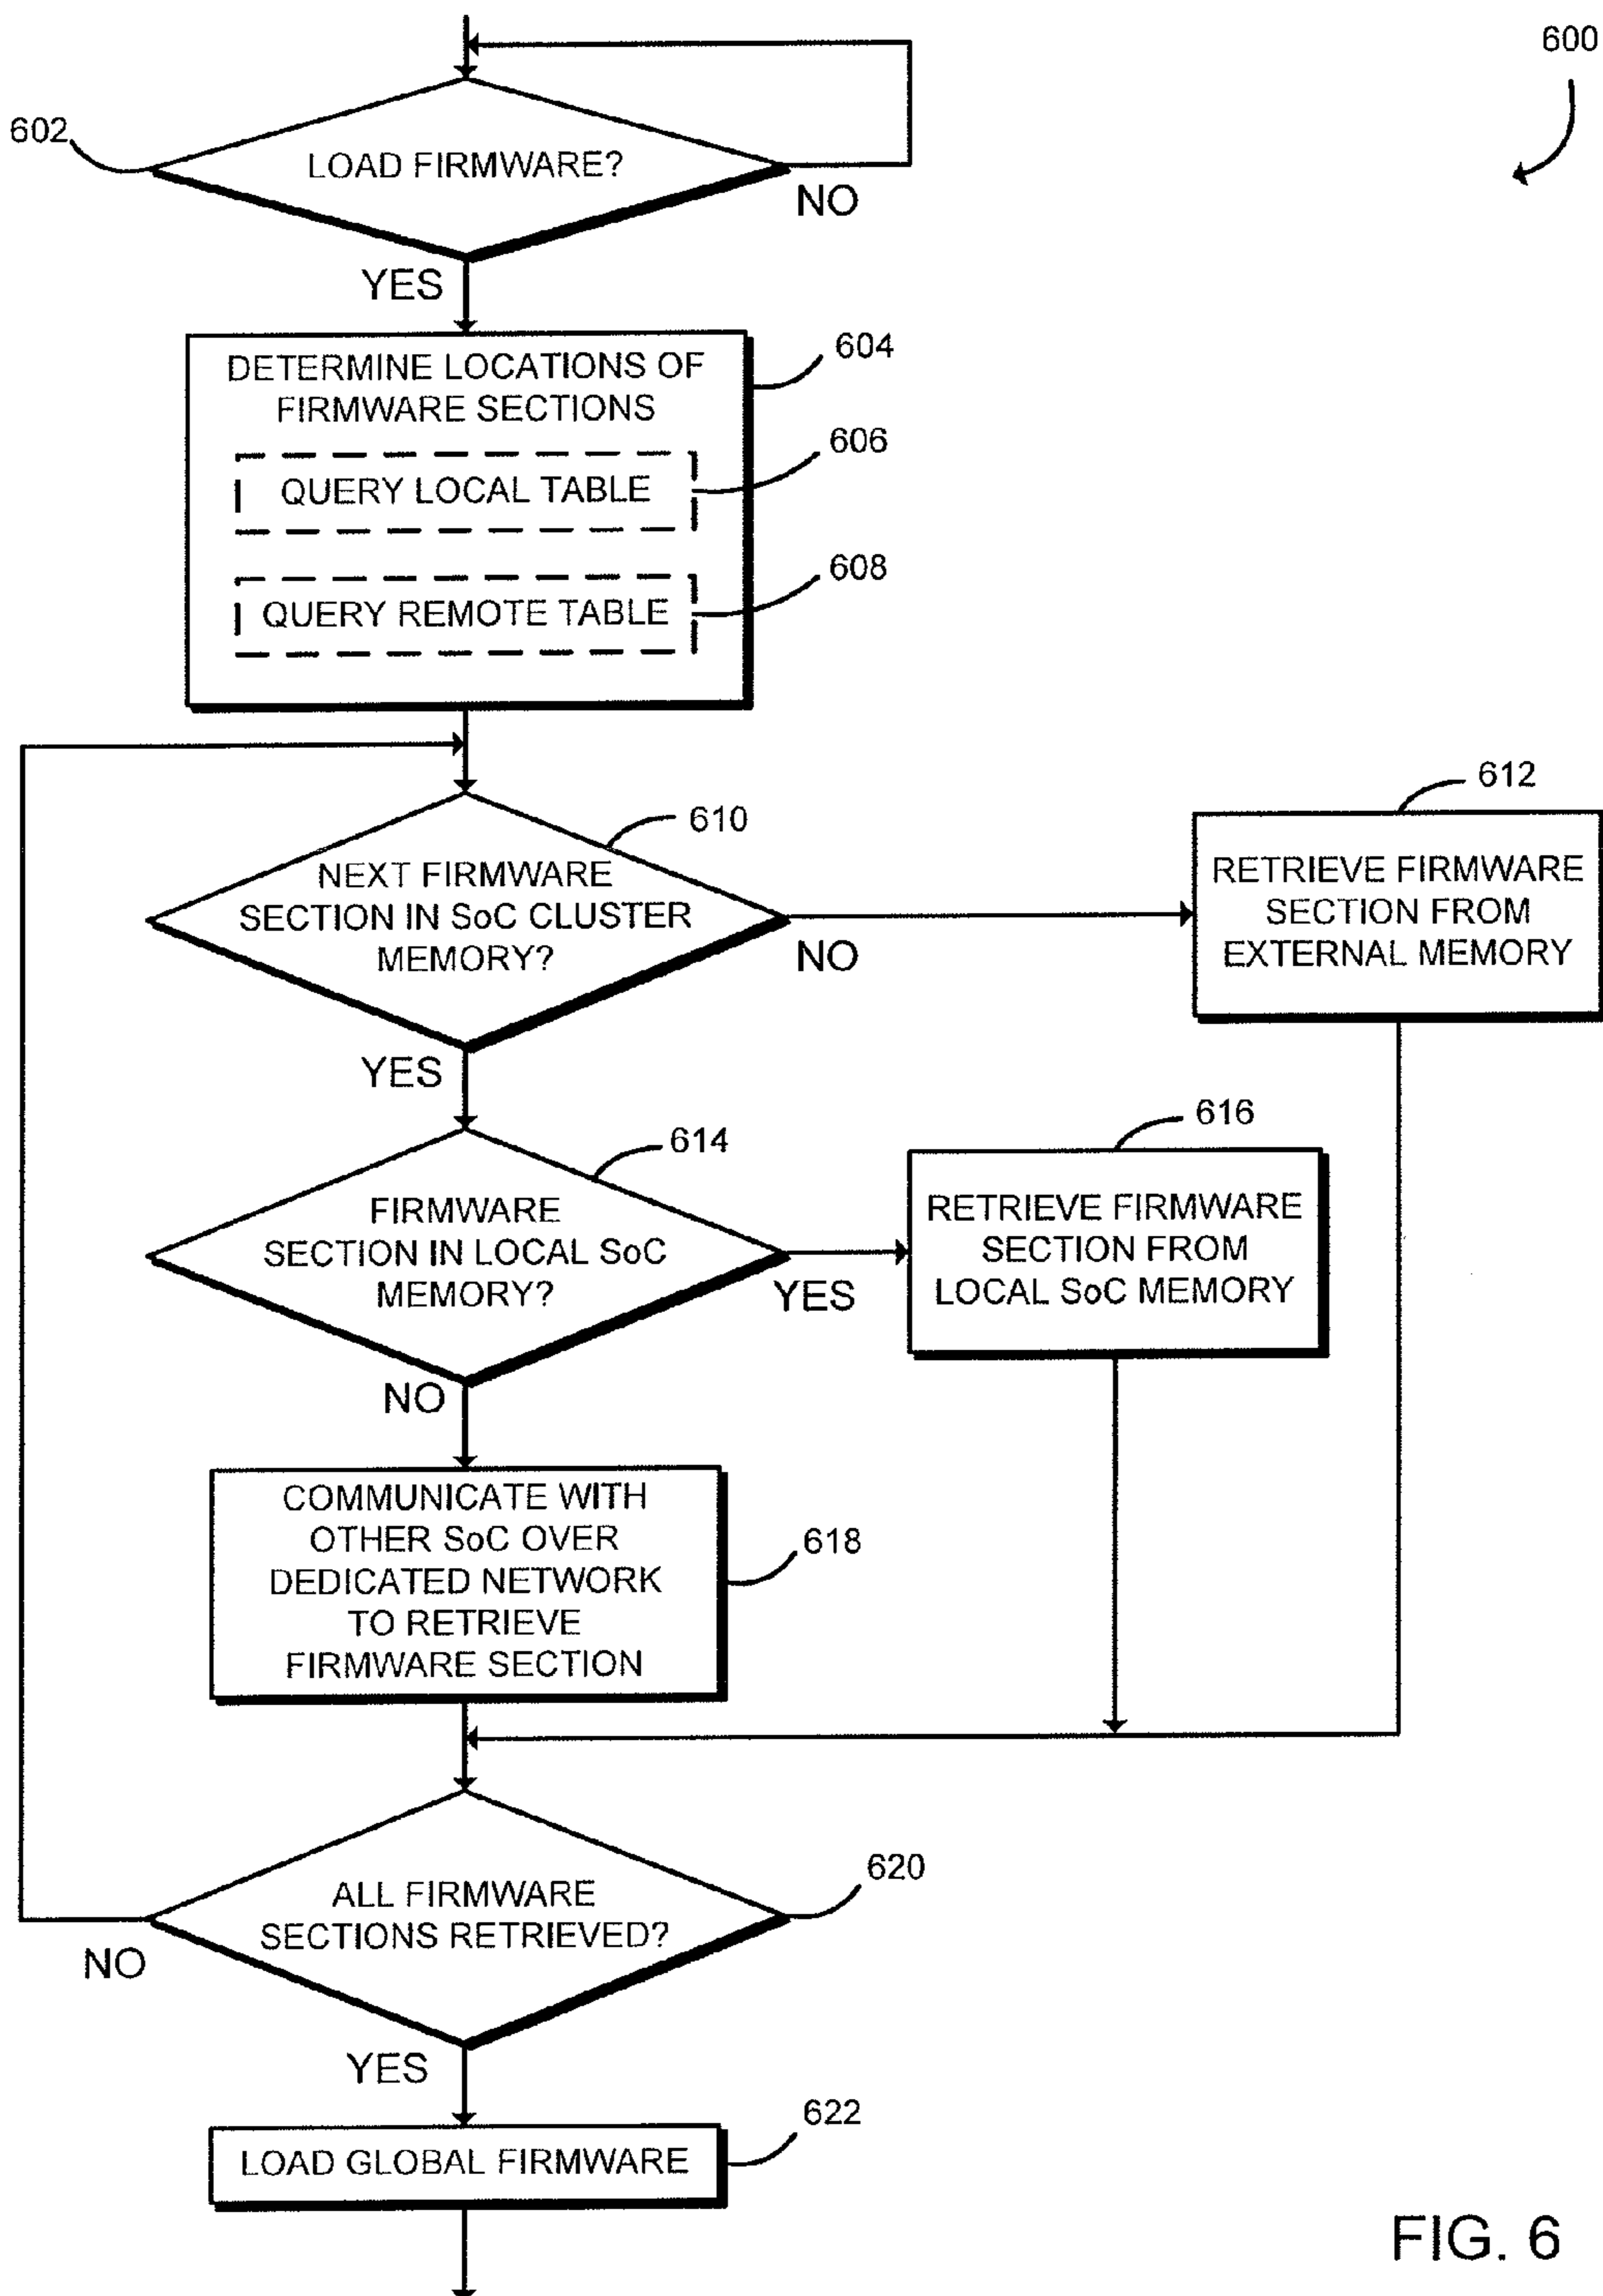 600
602
LOAD FIRMWARE?
NO
YES
DETERMINE LOCATIONS OF
FIRMWARE SECTIONS
604
QUERY LOCAL TABLE
606
QUERY REMOTE TABLE
608
610
NEXT FIRMWARE
SECTION IN SoC CLUSTER
MEMORY?
NO
YES
612
RETRIEVE FIRMWARE
SECTION FROM
EXTERNAL MEMORY
614
FIRMWARE
SECTION IN LOCAL SoC
MEMORY?
YES
NO
616
RETRIEVE FIRMWARE
SECTION FROM
LOCAL SoC MEMORY
COMMUNICATE WITH
OTHER SoC OVER
DEDICATED NETWORK
TO RETRIEVE
FIRMWARE SECTION
618
ALL FIRMWARE
SECTIONS RETRIEVED?
620
NO
YES
622
LOAD GLOBAL FIRMWARE
FIG. 6